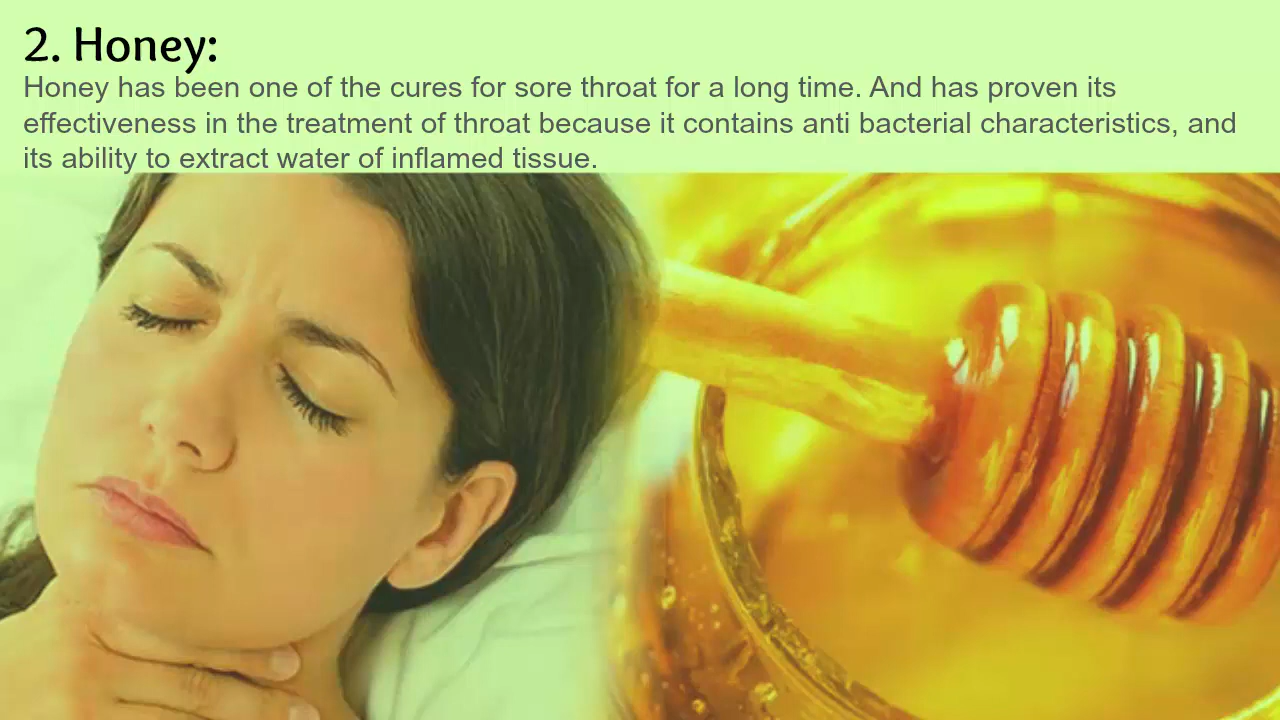 2. Honey:
Honey has been one of the cures for sore throat for a long time. And has proven its
effectiveness in the treatment of throat because it contains anti bacterial characteristics, and
its ability to extract water of inflamed tissue.